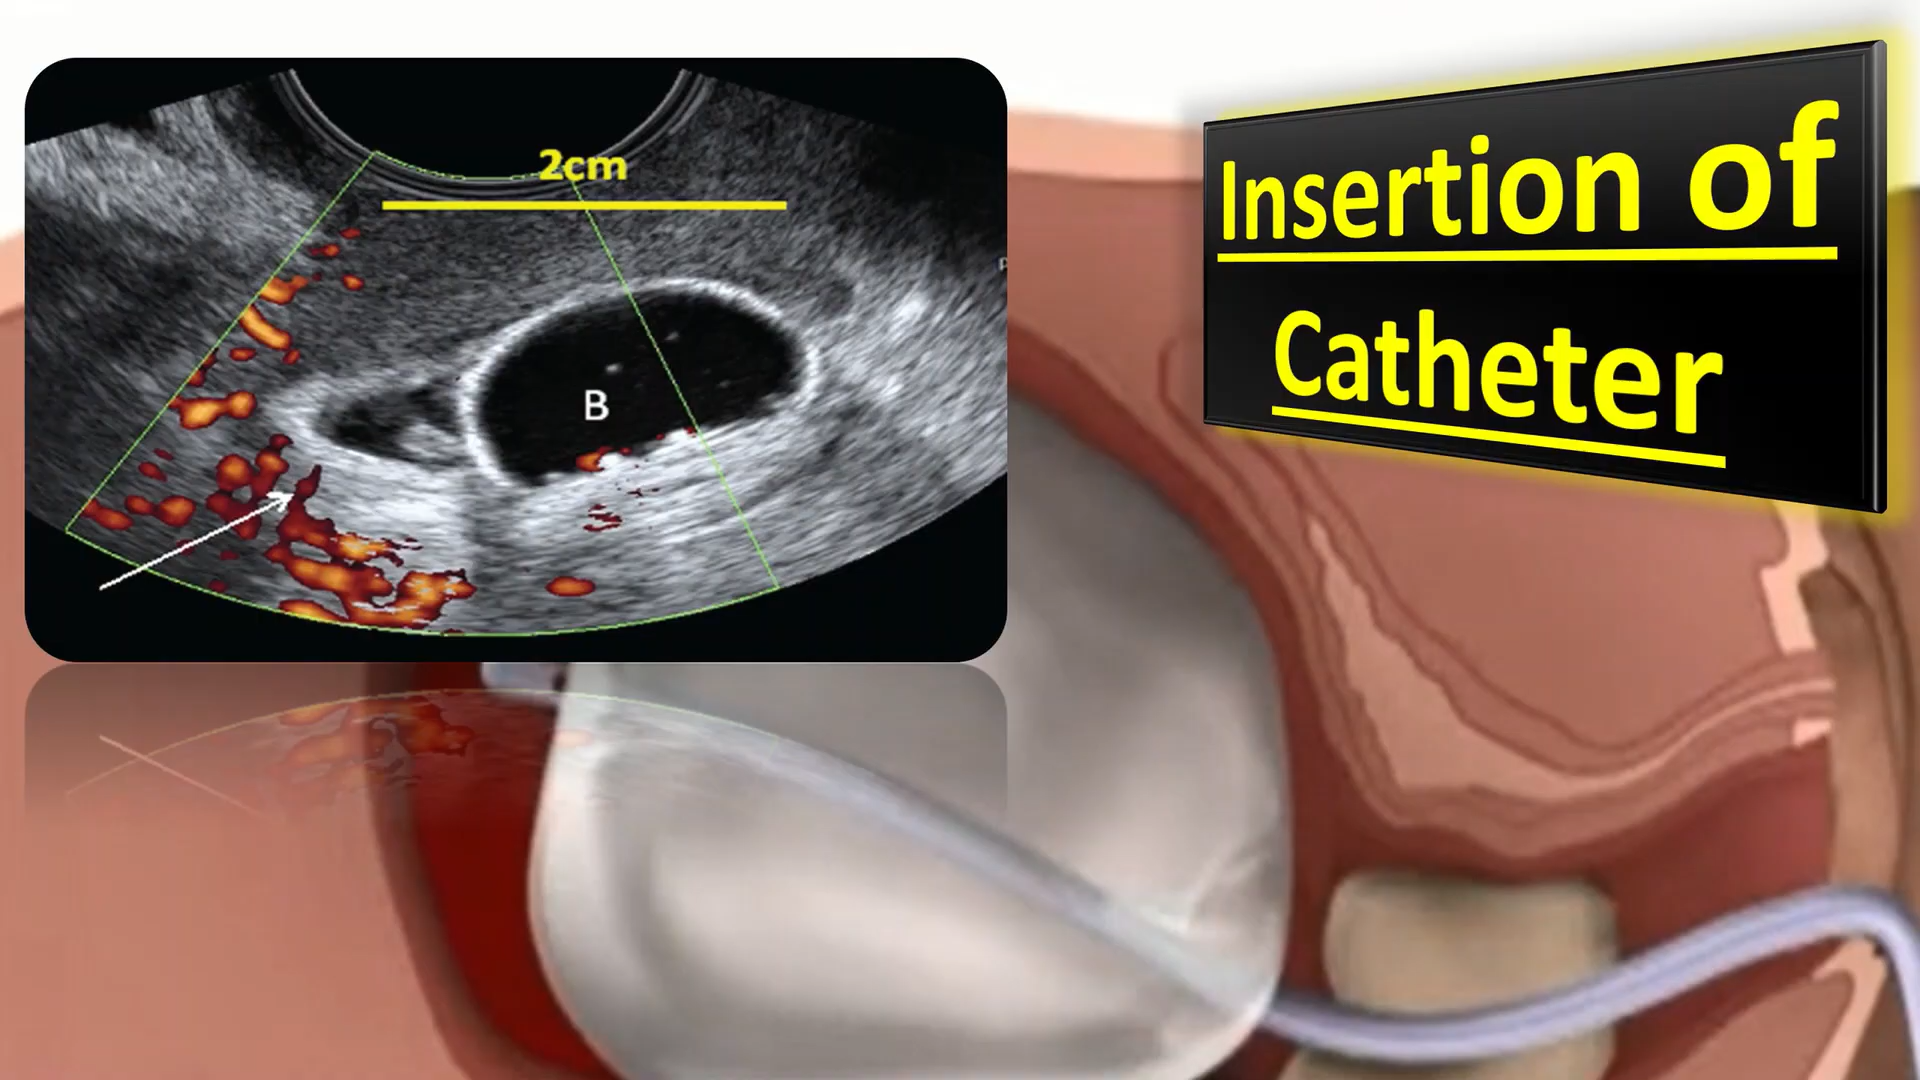 2cm
B
Insertion of
Catheter